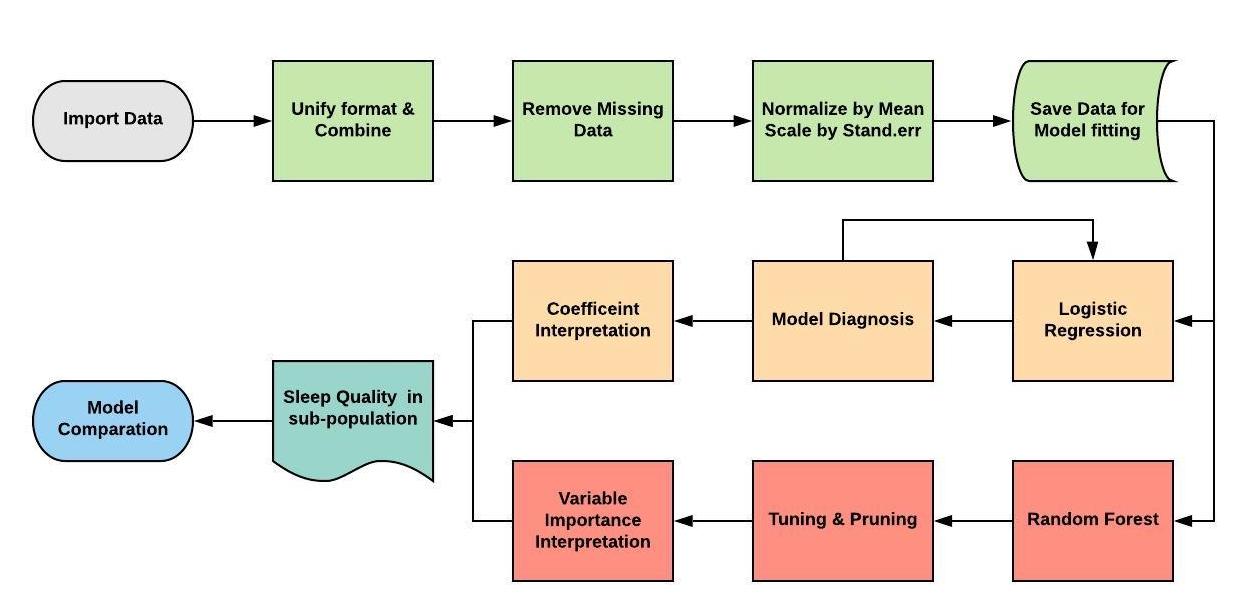 Import Data
Unify format &
Combine
Remove Missing
Data
Normalize by Mean
Scale by Stand.err
Save Data for
Model fitting
Coefficeint
Interpretation
Model Diagnosis
Logistic
Regression
Model
Comparation
Sleep Quality in
sub-population
Variable
Importance
Interpretation
Tuning & Pruning
Random Forest